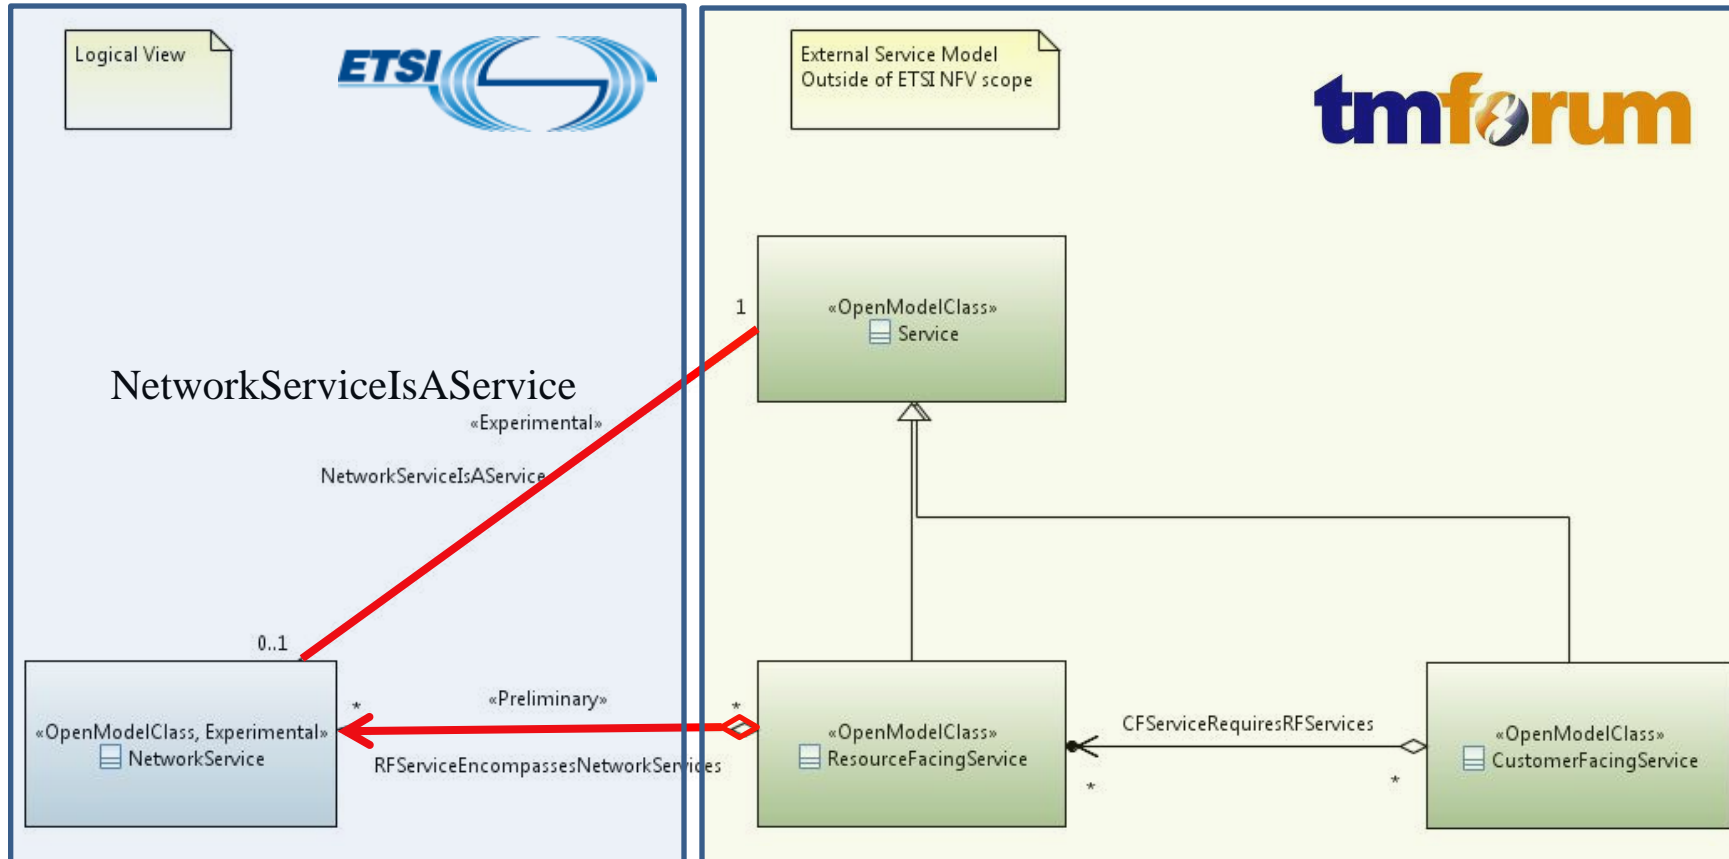 Logical View
ETSI
External Service Model
Outside of ETSI NFV scope
tmforum
1
«OpenModelClass»
Service
NetworkServiceIsAService
«Experimental»
NetworkServiceIsAService
0..1
«OpenModelClass, Experimental»
NetworkService
*
«Preliminary»
*
RFServiceEncompassesNetworkServices
«OpenModelClass»
ResourceFacingService
CFServiceRequiresRFServices
*
*
«OpenModelClass»
CustomerFacingService